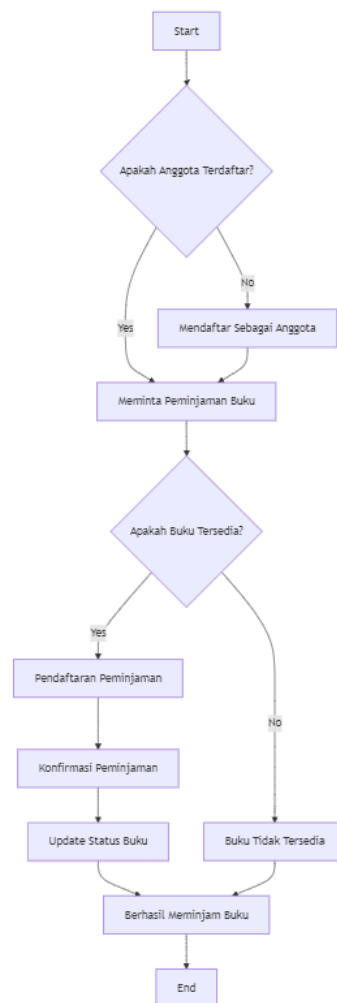 Start
Apakah Anggota Terdaftar?
No
Yes
Mendaftar Sebagai Anggota
Meminta Peminjaman Buku
Apakah Buku Tersedia?
Yes
Pendaftaran Peminjaman
No
Konfirmasi Peminjaman
Update Status Buku
Buku Tidak Tersedia
Berhasil Meminjam Buku
End